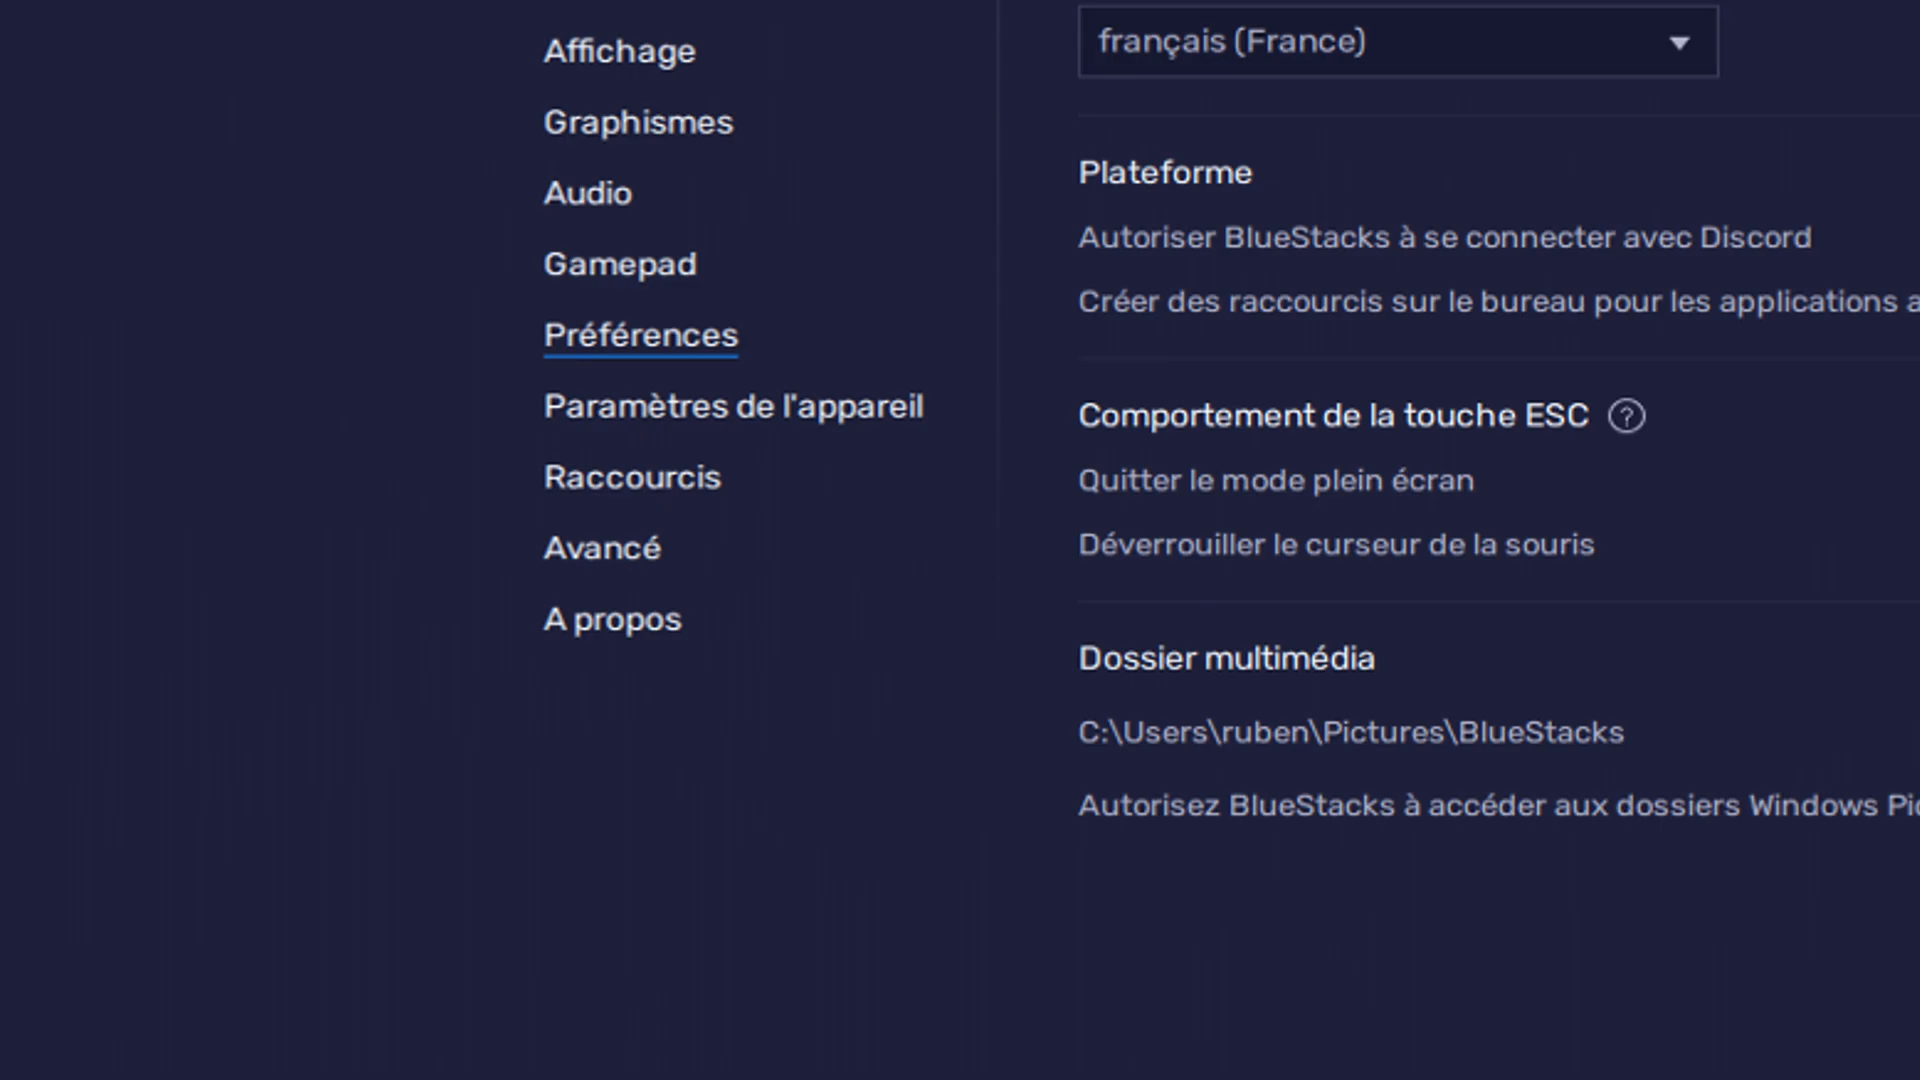 Affichage
Graphismes
Audio
Gamepad
Préférences
Paramètres de l'appareil
Raccourcis
Avancé
A propos
français (France)
Plateforme
Autoriser BlueStacks à se connecter avec Discord
Créer des raccourcis sur le bureau pour les applications
Comportement de la touche ESC
Quitter le mode plein écran
Déverrouiller le curseur de la souris
Dossier multimédia
C:\Users\ruben\Pictures\BlueStacks
Autorisez BlueStacks à accéder aux dossiers Windows